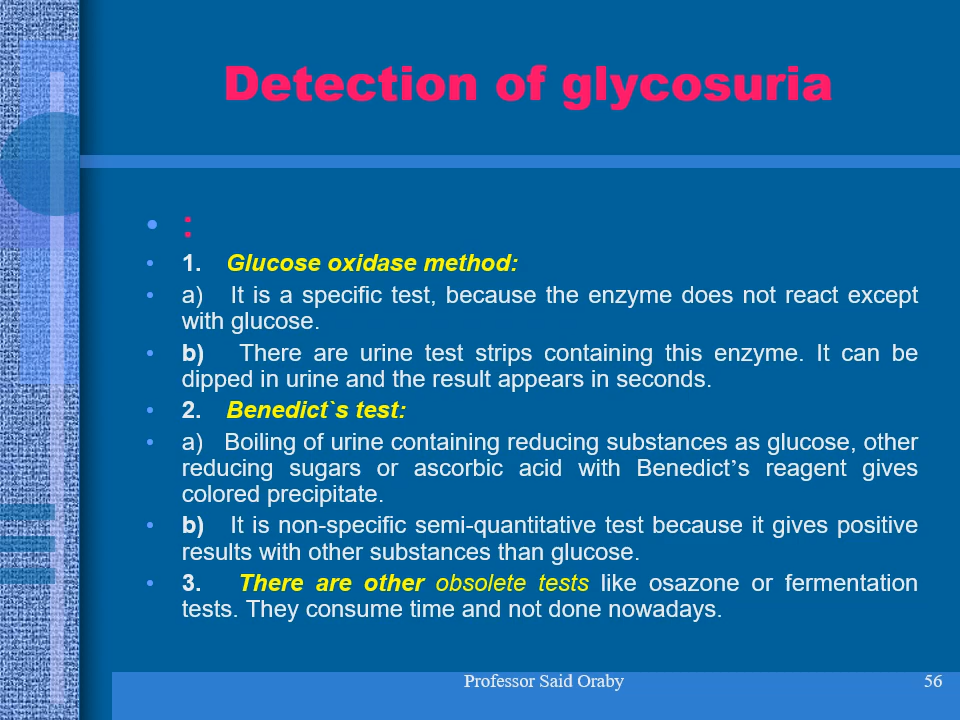 Detection of glycosuria
• :
• 1. Glucose oxidase method:
• a) It is a specific test, because the enzyme does not react except
with glucose.
• b) There are urine test strips containing this enzyme. It can be
dipped in urine and the result appears in seconds.
• 2. Benedict`s test:
• a) Boiling of urine containing reducing substances as glucose, other
reducing sugars or ascorbic acid with Benedict’s reagent gives
colored precipitate.
• b) It is non-specific semi-quantitative test because it gives positive
results with other substances than glucose.
• 3. There are other obsolete tests like osazone or fermentation
tests. They consume time and not done nowadays.
Professor Said Oraby 56